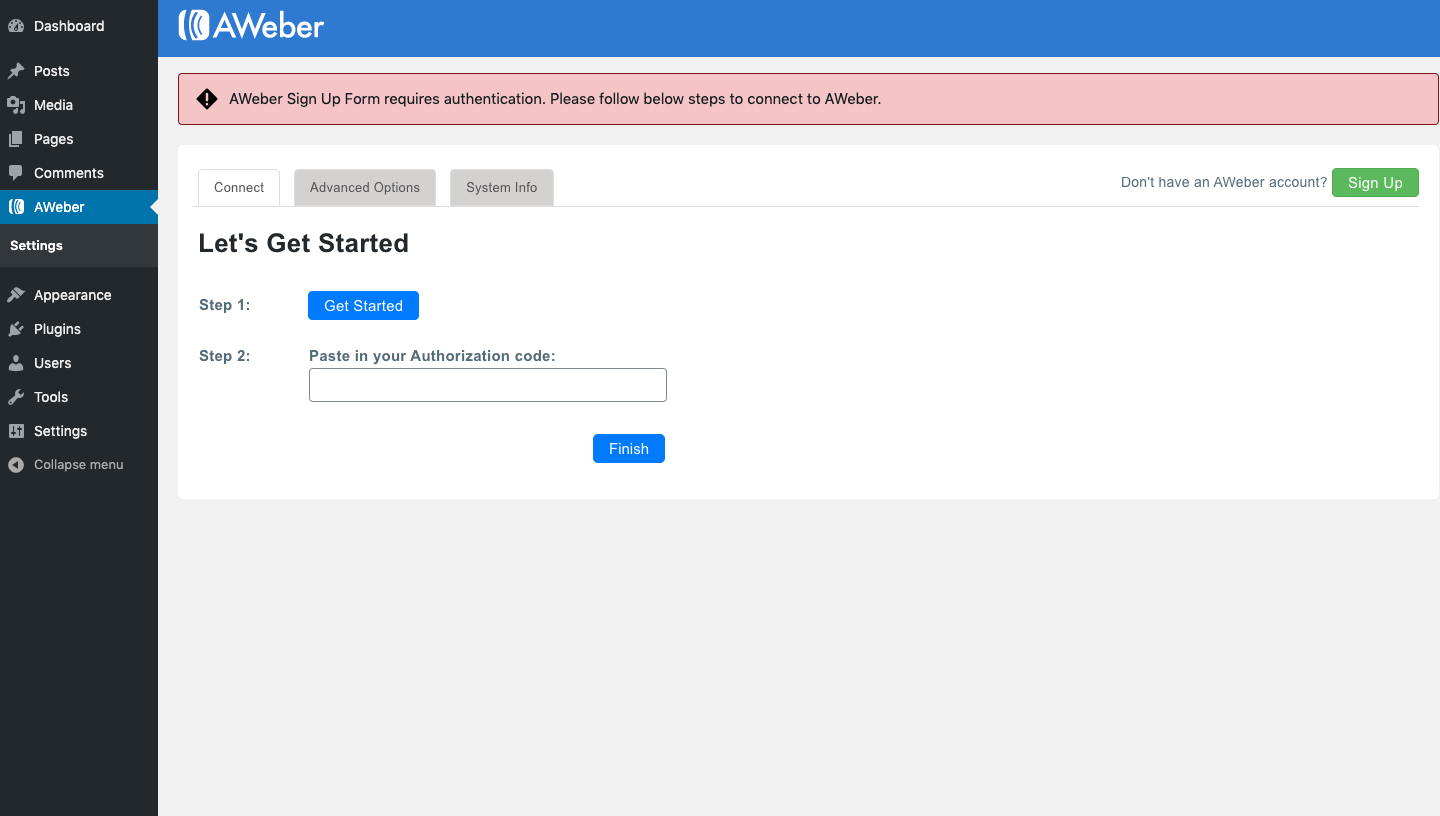 Dashboard
Posts
Media
Pages
Comments
AWeber
Settings
Appearance
Plugins
Users
Tools
Settings
Collapse menu
AWeber
AWeber Sign Up Form requires authentication. Please follow below steps to connect to AWeber.
Connect
Advanced Options
System Info
Don't have an AWeber account?
Sign Up
Let's Get Started
Step 1:
Get Started
Step 2:
Paste in your Authorization code:
Finish